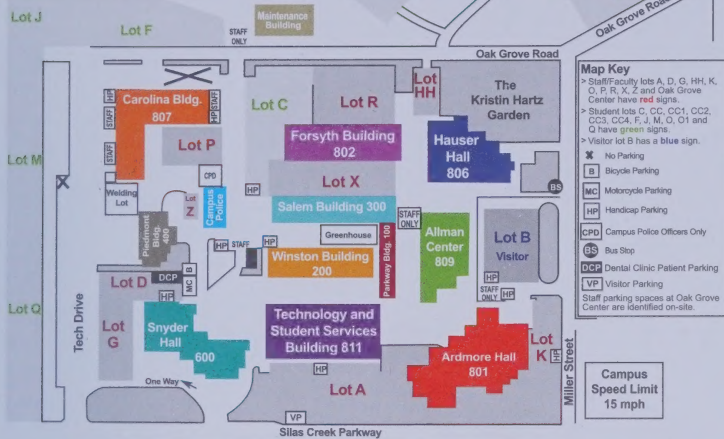 Lot J
Lot F
STAFF
ONLY
Maintenance
Building
Oak Grove Road
Oak Grove Road
Carolina Bldg.
807
HP
STAFF
HP
STAFF
STAFF
Lot P
CPD
Welding
Lot
Lot
Z
Campus
Police
Lot C
Lot R
Lot
HH
The
Kristin Hartz
Garden
Forsyth Building
802
Lot X
HP
Salem Building 300
Hauser
Hall
806
BS
Lot M
Piedmont
Bldg.
400
HP
STAFF
HP
Greenhouse
Winston Building
200
Parkway Bldg. 100
STAFF
ONLY
Allman
Center
809
Lot B
Visitor
HP
STAFF
ONLY
HP
Lot D
DCP
B
MC
HP
Lot Q
Tech Drive
Lot
G
Snyder
Hall
600
Technology and
Student Services
Building 811
HP
Lot A
Ardmore Hall
801
Lot
K
HP
Miller Street
One Way
VP
Silas Creek Parkway
Campus
Speed Limit
15 mph
Map Key
> Staff/Faculty lots A, D, G, HH, K,
O, P, R, X, Z and Oak Grove
Center have red signs.
> Student lots C, CC, CC1, CC2,
CC3, CC4, F, J, M, O, O1 and
Q have green signs.
> Visitor lot B has a blue sign.
X No Parking
B Bicycle Parking
MC Motorcycle Parking
HP Handicap Parking
CPD Campus Police Officers Only
BS Bus Stop
DCP Dental Clinic Patient Parking
VP Visitor Parking
Staff parking spaces at Oak Grove
Center are identified on-site.